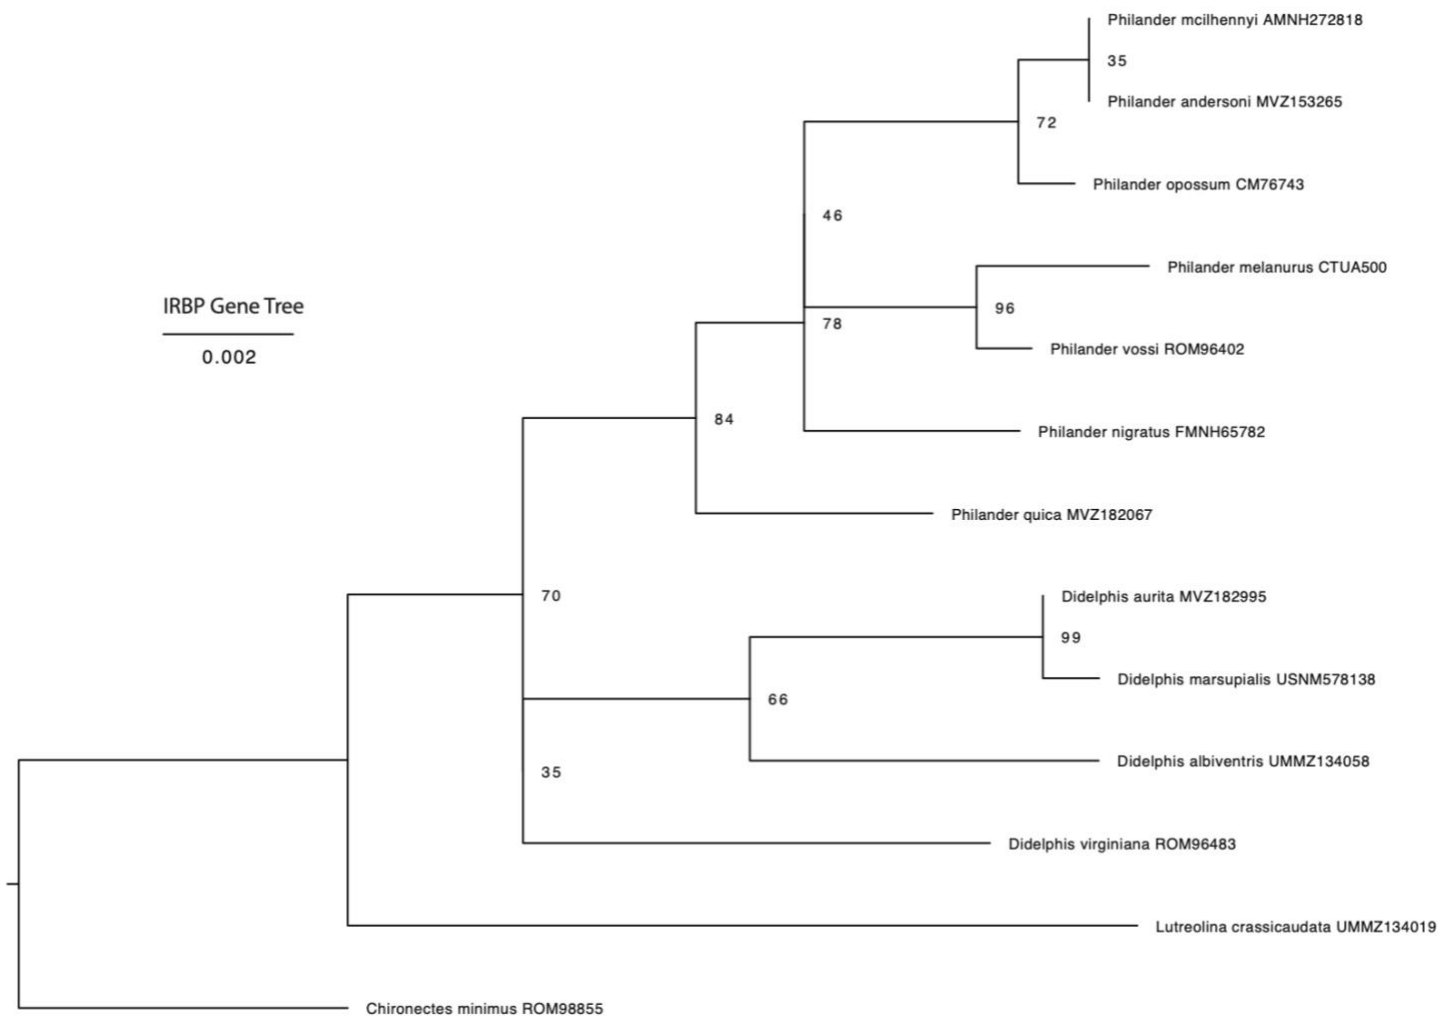 Philander mcilhennyi AMNH272818
35
Philander andersoni MVZ153265
72
Philander opossum CM76743
46
Philander melanurus CTUA500
IRBP Gene Tree
96
78
Philander vossi ROM96402
0.002
84
Philander nigratus FMNH65782
Philander quica MVZ182067
70
Didelphis aurita MVZ182995
99
Didelphis marsupialis USNM578138
66
Didelphis albiventris UMMZ134058
35
Didelphis virginiana ROM96483
Lutreolina crassicaudata UMMZ134019
Chironectes minimus ROM98855